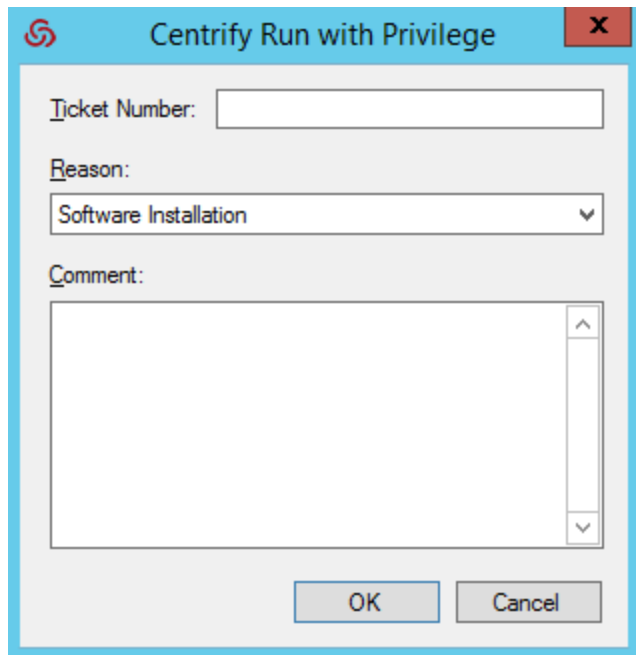 Centrify Run with Privilege
Ticket Number:
Reason:
Software Installation
Comment:
OK Cancel